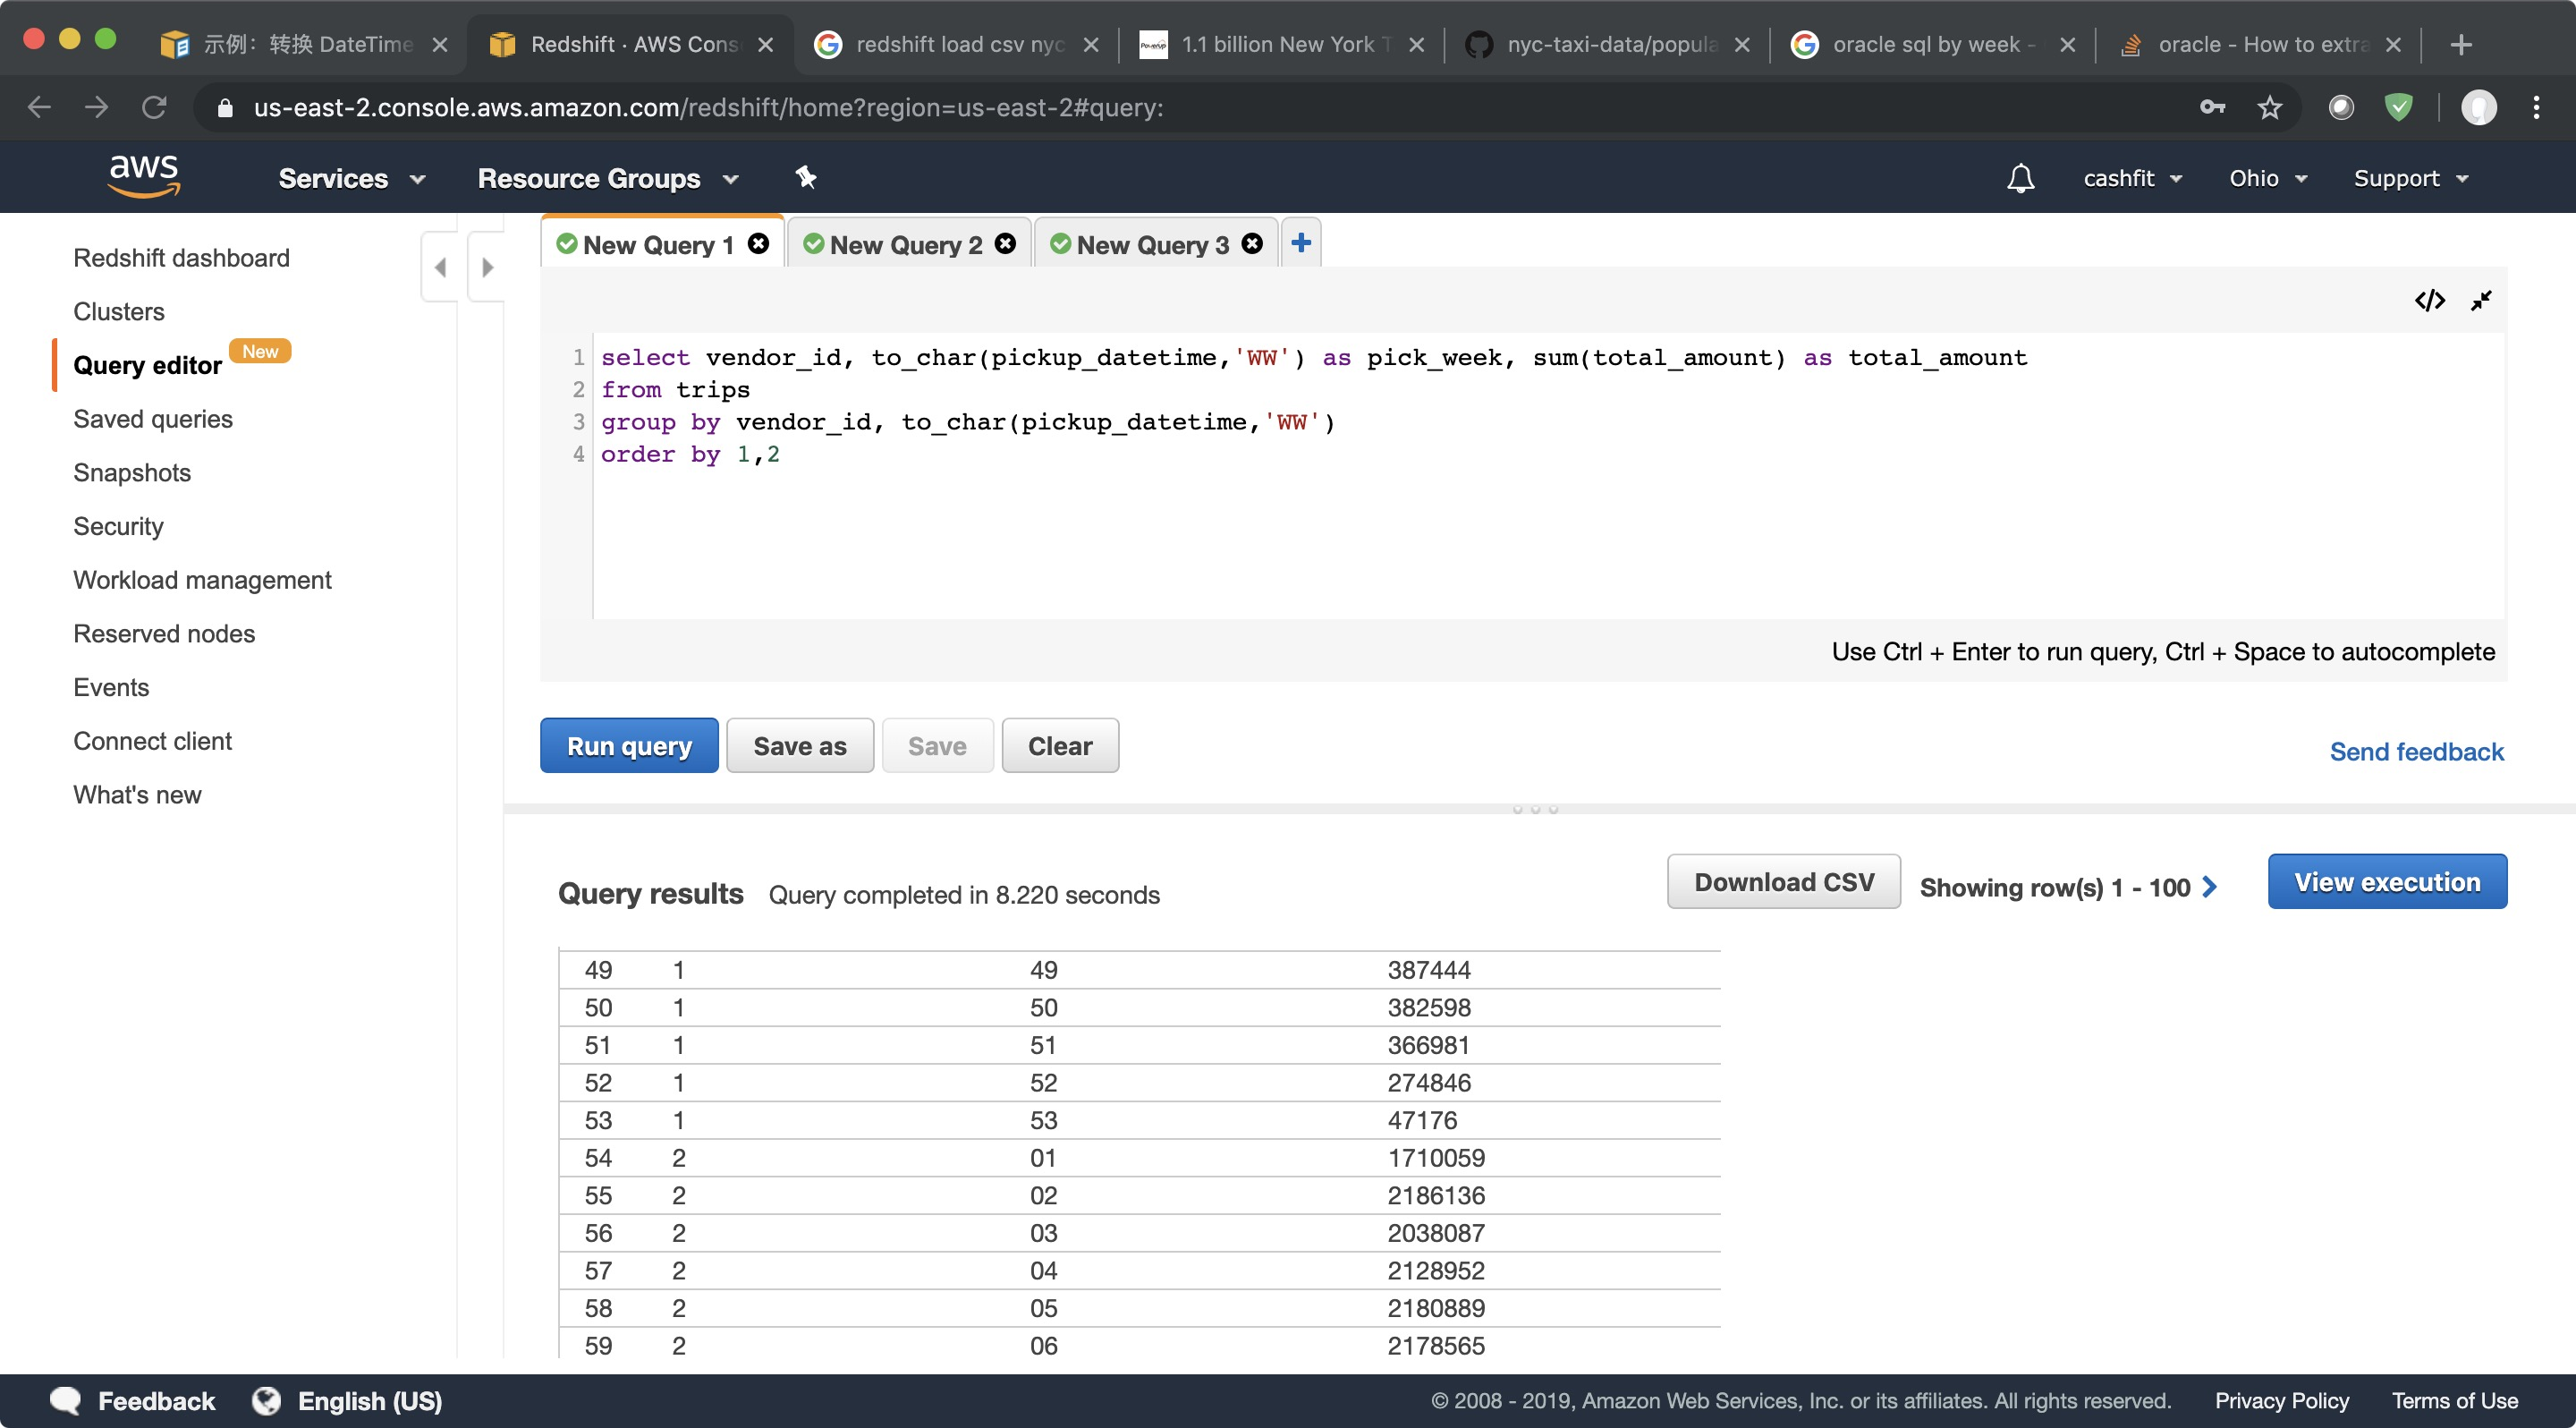 示例：转换 DateTime
Redshift · AWS Cons
redshift load csv nyc
1.1 billion New York T
nyc-taxi-data/popula
oracle sql by week -
oracle - How to extra
us-east-2.console.aws.amazon.com/redshift/home?region=us-east-2#query:
aws
Services
Resource Groups
cashfit
Ohio
Support
Redshift dashboard
Clusters
Query editor New
Saved queries
Snapshots
Security
Workload management
Reserved nodes
Events
Connect client
What's new
New Query 1
New Query 2
New Query 3
1 select vendor_id, to_char(pickup_datetime,'WW') as pick_week, sum(total_amount) as total_amount
2 from trips
3 group by vendor_id, to_char(pickup_datetime,'WW')
4 order by 1,2
Use Ctrl + Enter to run query, Ctrl + Space to autocomplete
Run query
Save as
Save
Clear
Send feedback
Query results
Query completed in 8.220 seconds
Download CSV
Showing row(s) 1 - 100
View execution
49 1 49 387444
50 1 50 382598
51 1 51 366981
52 1 52 274846
53 1 53 47176
54 2 01 1710059
55 2 02 2186136
56 2 03 2038087
57 2 04 2128952
58 2 05 2180889
59 2 06 2178565
Feedback
English (US)
© 2008 - 2019, Amazon Web Services, Inc. or its affiliates. All rights reserved.
Privacy Policy
Terms of Use